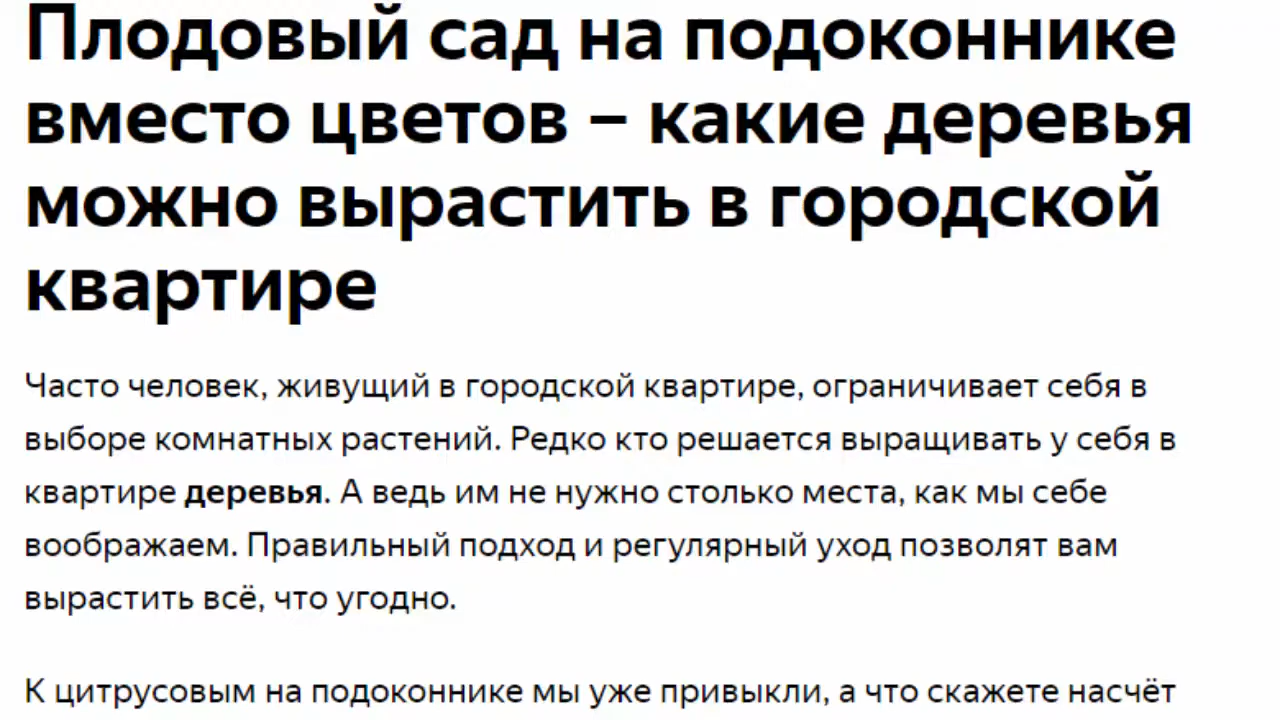 Плодовый сад на подоконнике
вместо цветов – какие деревья
можно вырастить в городской
квартире
Часто человек, живущий в городской квартире, ограничивает себя в
выборе комнатных растений. Редко кто решается выращивать у себя в
квартире деревья. А ведь им не нужно столько места, как мы себе
воображаем. Правильный подход и регулярный уход позволят вам
вырастить всё, что угодно.
К цитрусовым на подоконнике мы уже привыкли, а что скажете насчёт